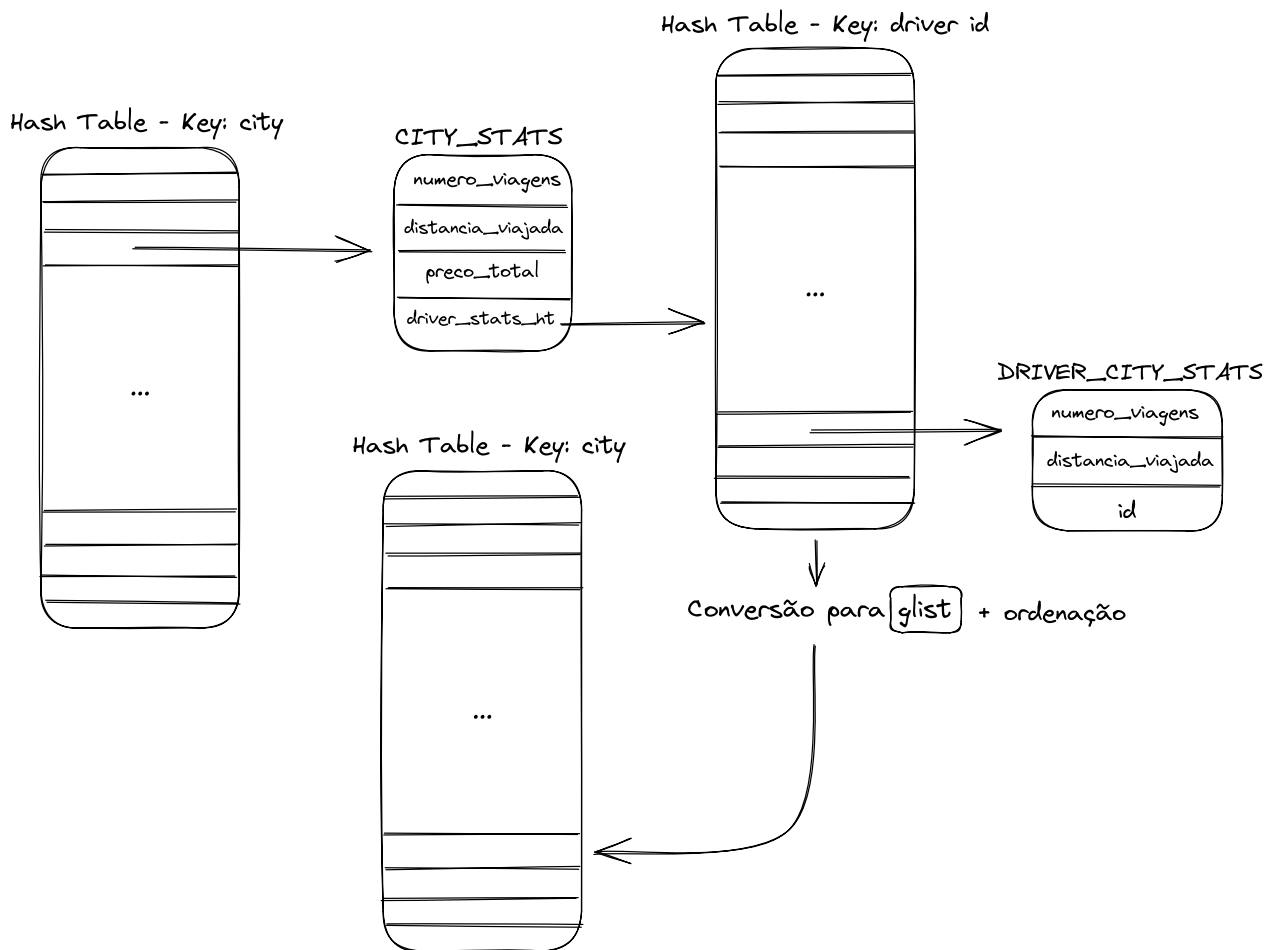 Hash Table - Key: driver id
Hash Table - Key: city
CITY_STATS
numero_viagens
distancia_viajada
preco_total
driver_stats_ht
...
...
DRIVER_CITY_STATS
numero_viagens
distancia_viajada
id
Hash Table - Key: city
...
Conversão para glist + ordenação